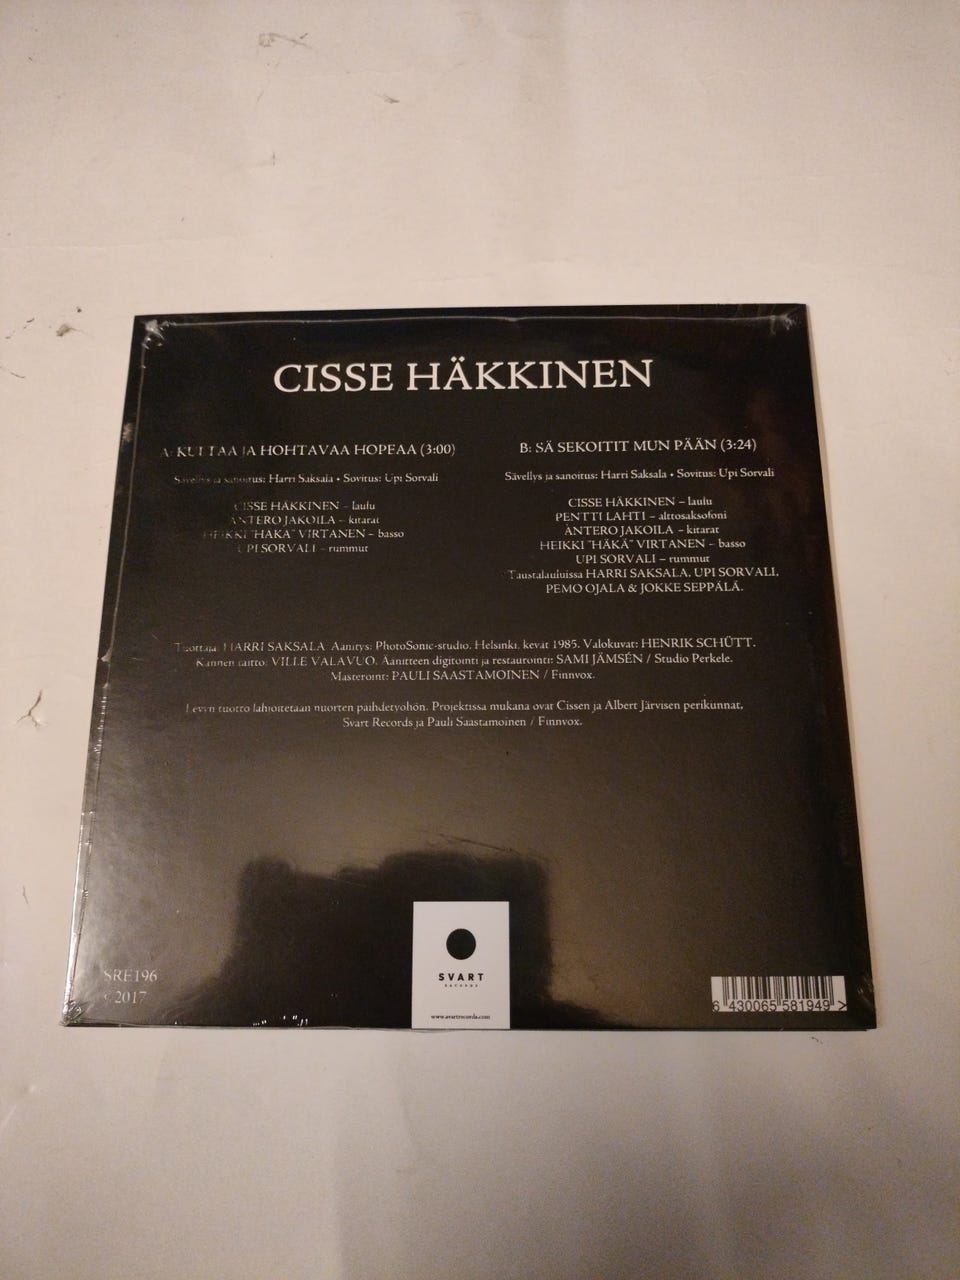 CISSE HÄKKINEN
A: KULTAA JA HOHTAVAA HOPEAA (3:00)
Sävellys ja sanoitus: Harri Saksala • Sovitus: Upi Sorvali
CISSE HÄKKINEN – laulu
ANTERO JAKOILA – kitarat
HEIKKI "HÄKÄ" VIRTANEN – basso
UPI SORVALI – rummut
B: SÄ SEKOITIT MUN PÄÄN (3:24)
Sävellys ja sanoitus: Harri Saksala • Sovitus: Upi Sorvali
CISSE HÄKKINEN – laulu
PENTTI LAHTI – alttosaksofoni
ANTERO JAKOILA – kitarat
HEIKKI "HÄKÄ" VIRTANEN – basso
UPI SORVALI – rummut
Taustalauluissa HARRI SAKSALA, UPI SORVALI,
PEMO OJALA & JOKKE SEPPÄLÄ.
Tuottaja: HARRI SAKSALA. Äänitys: PhotoSonic-studio, Helsinki, kevät 1985. Valokuvat: HENRIK SCHÜTT.
Kannen taitto: VILLE VALAVUO. Äänitteen digitointi ja restaurointi: SAMI JÄMSÉN / Studio Perkele.
Masterointi: PAULI SAASTAMOINEN / Finnvox.
Levyn tuotto lahjoitetaan nuorten päihdetyöhön. Projektissa mukana ovat Cissen ja Albert Järvisen perikunnat,
Svart Records ja Pauli Saastamoinen / Finnvox.
SRE196
©2017
SVART
RECORDS
www.svartrecords.com
6 430065 581949 >